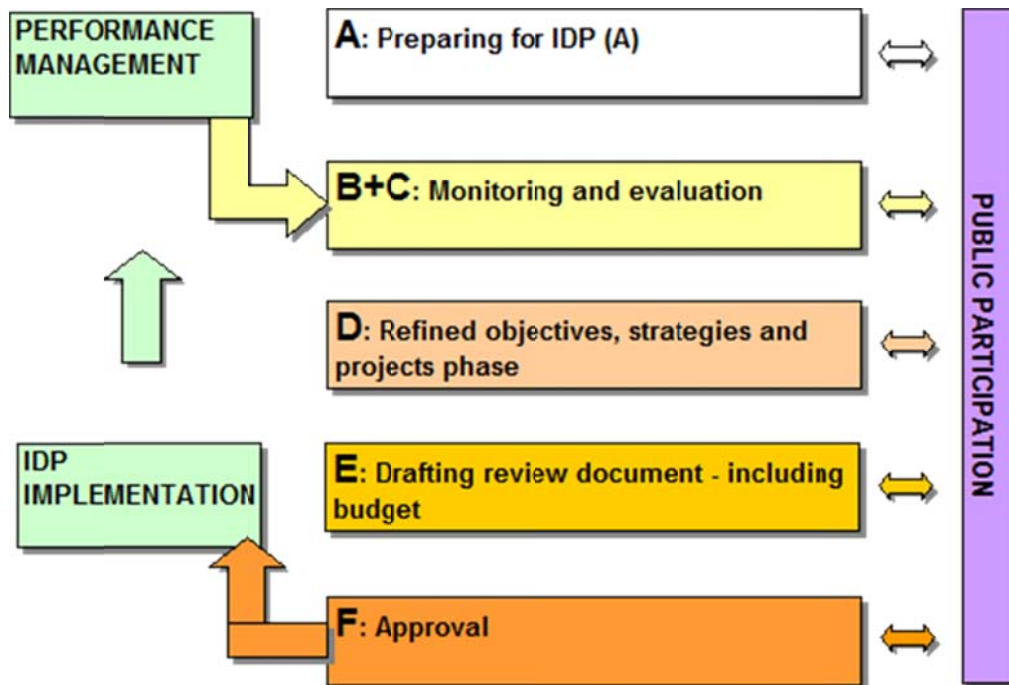 PERFORMANCE
MANAGEMENT
A: Preparing for IDP (A)
B+C: Monitoring and evaluation
D: Refined objectives, strategies and
projects phase
IDP
IMPLEMENTATION
E: Drafting review document - including
budget
F: Approval
PUBLIC PARTICIPATION